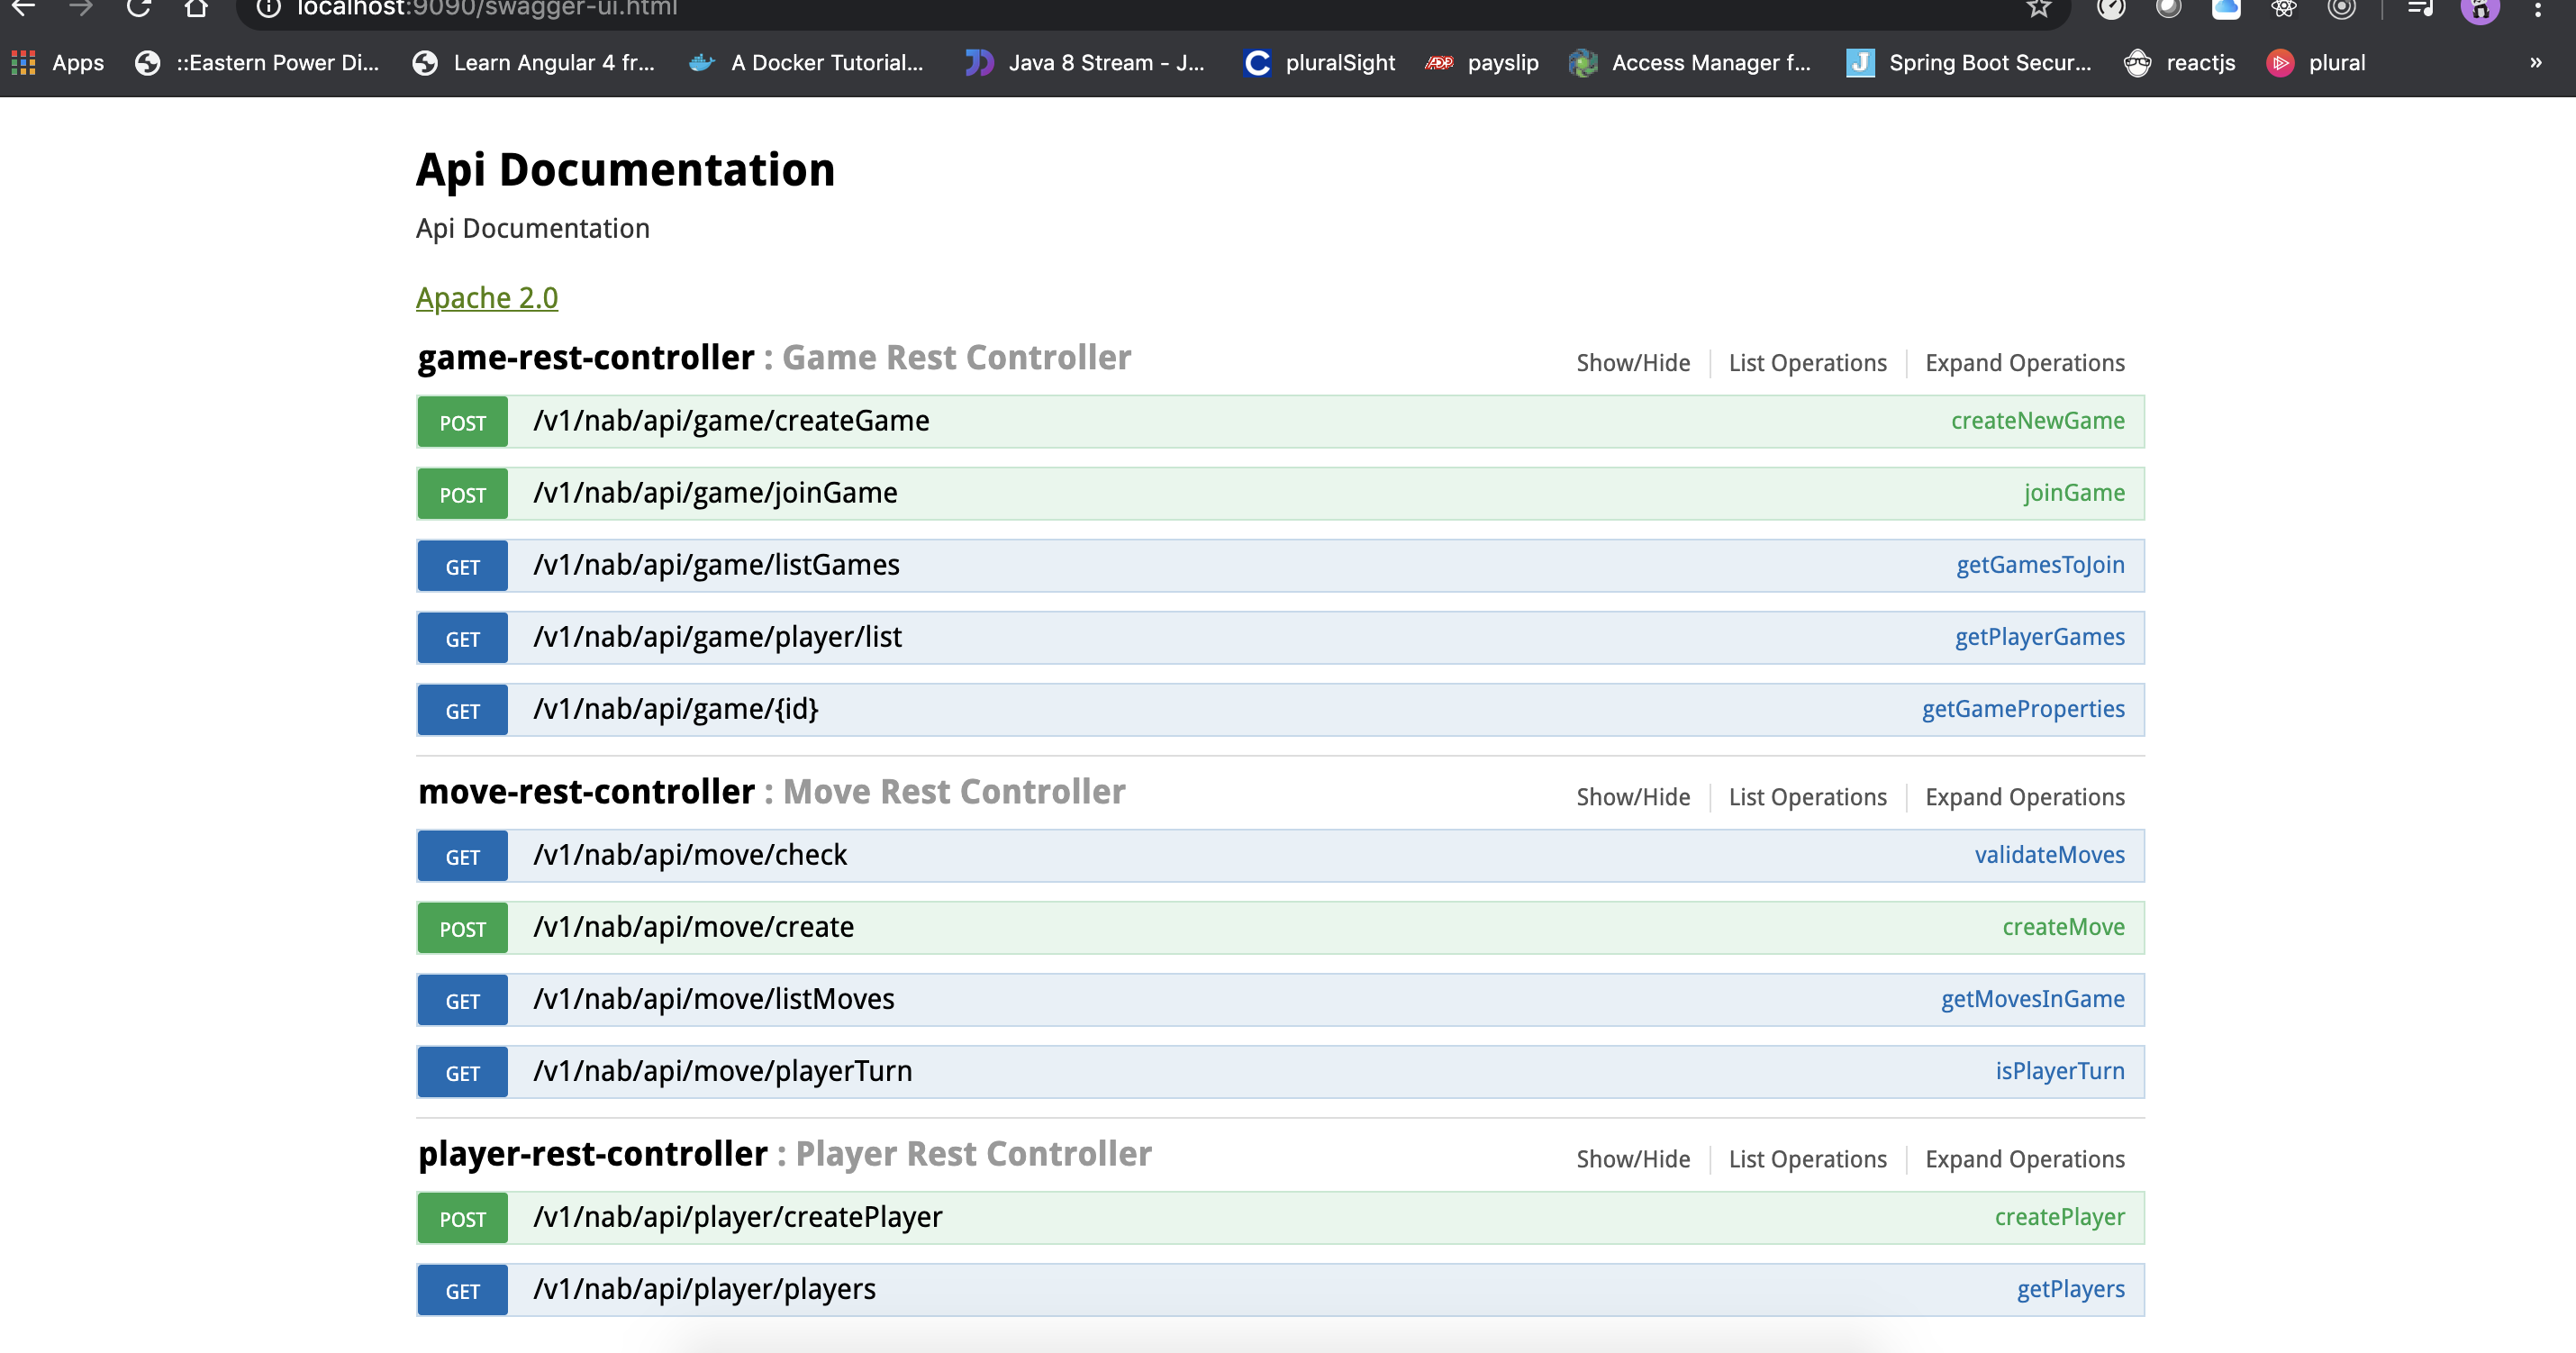 localhost:9090/swagger-ui.html
Apps ::Eastern Power Di... Learn Angular 4 fr... A Docker Tutorial... Java 8 Stream - J... pluralSight ADP payslip Access Manager f... J Spring Boot Secur... reactjs plural »
Api Documentation
Api Documentation
Apache 2.0
game-rest-controller : Game Rest Controller Show/Hide List Operations Expand Operations
POST /v1/nab/api/game/createGame createNewGame
POST /v1/nab/api/game/joinGame joinGame
GET /v1/nab/api/game/listGames getGamesToJoin
GET /v1/nab/api/game/player/list getPlayerGames
GET /v1/nab/api/game/{id} getGameProperties
move-rest-controller : Move Rest Controller Show/Hide List Operations Expand Operations
GET /v1/nab/api/move/check validateMoves
POST /v1/nab/api/move/create createMove
GET /v1/nab/api/move/listMoves getMovesInGame
GET /v1/nab/api/move/playerTurn isPlayerTurn
player-rest-controller : Player Rest Controller Show/Hide List Operations Expand Operations
POST /v1/nab/api/player/createPlayer createPlayer
GET /v1/nab/api/player/players getPlayers